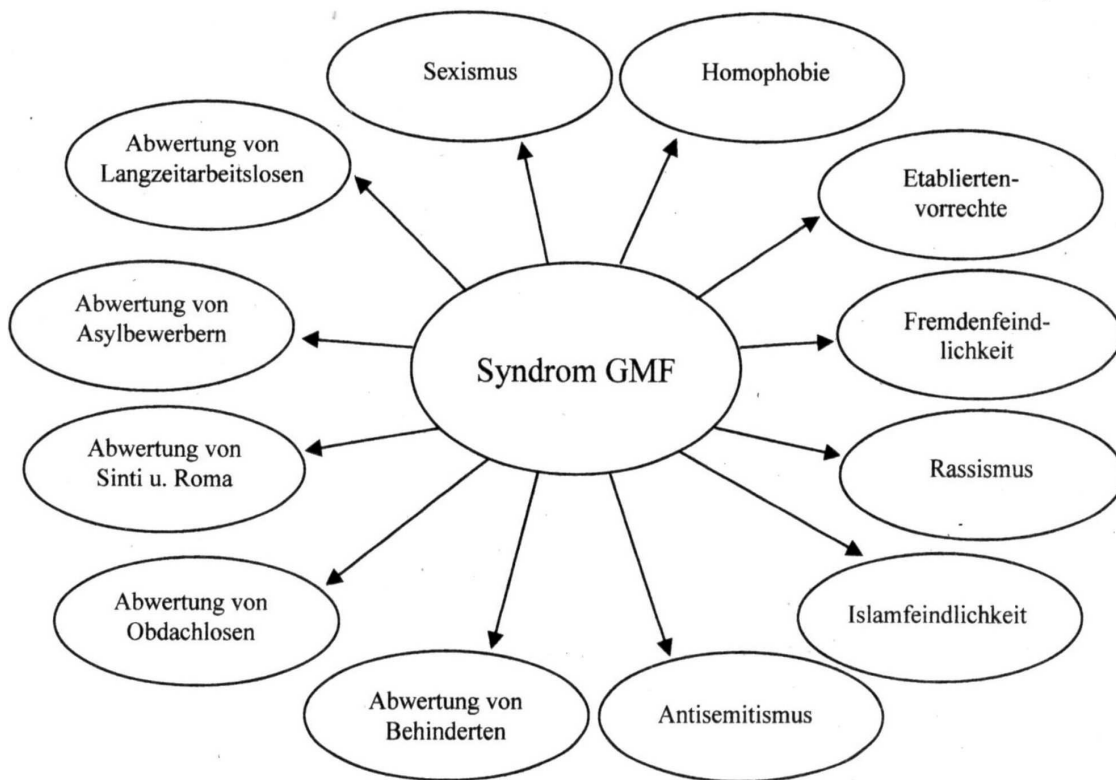 Sexismus
Homophobie
Abwertung von
Langzeitarbeitslosen
Etablierten-
vorrechte
Abwertung von
Asylbewerbern
Fremdenfeind-
lichkeit
Syndrom GMF
Abwertung von
Sinti u. Roma
Rassismus
Abwertung von
Obdachlosen
Islamfeindlichkeit
Abwertung von
Behinderten
Antisemitismus